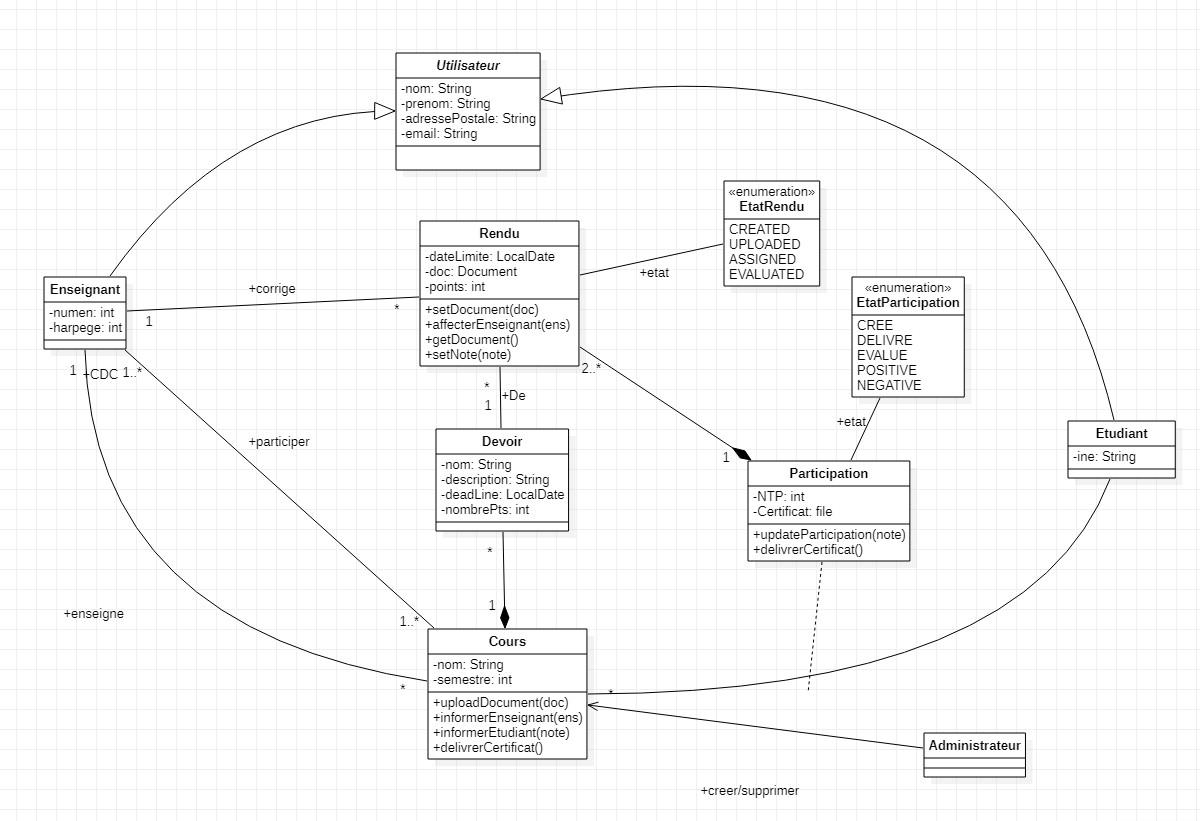 Utilisateur
-nom: String
-prenom: String
-adressePostale: String
-email: String
«enumeration»
EtatRendu
CREATED
UPLOADED
ASSIGNED
EVALUATED
Rendu
-dateLimite: LocalDate
-doc: Document
-points: int
+setDocument(doc)
+affecterEnseignant(ens)
+getDocument()
+setNote(note)
+etat
Enseignant
-numen: int
-harpege: int
+corrige
1
*
«enumeration»
EtatParticipation
CREE
DELIVRE
EVALUE
POSITIVE
NEGATIVE
1
+CDC
1..*
2..*
*
+De
1
+etat
+participer
1
Devoir
-nom: String
-description: String
-deadLine: LocalDate
-nombrePts: int
Etudiant
-ine: String
Participation
-NTP: int
-Certificat: file
+updateParticipation(note)
+delivrerCertificat()
*
1
+enseigne
1..*
*
Cours
-nom: String
-semestre: int
+uploadDocument(doc)
+informerEnseignant(ens)
+informerEtudiant(note)
+delivrerCertificat()
*
Administrateur
+creer/supprimer